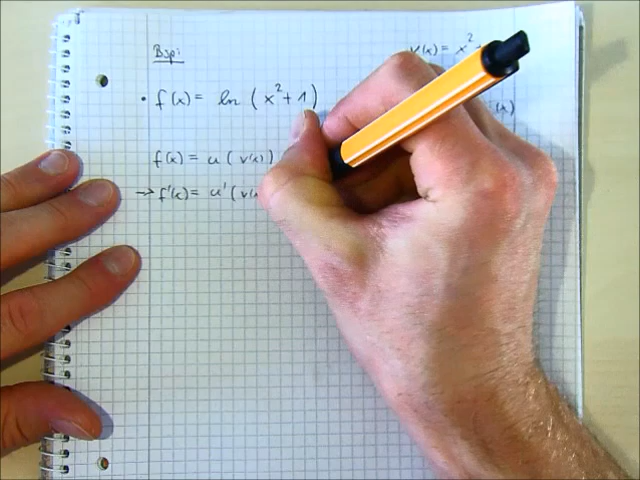 Bsp:
v(x) = x²
• f(x) = ln (x² + 1)
(x)
f(x) = u ( v(x) )
→ f'(x) = u' ( v(x